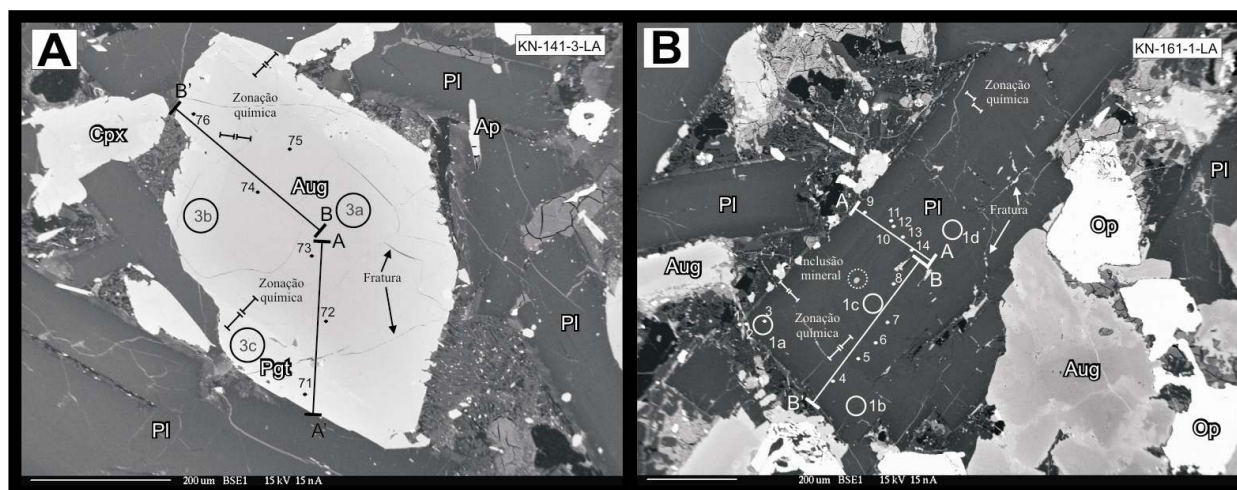 A
KN-141-3-LA
B'
Zonação
química
Pl
Cpx
76
75
Ap
74
Aug
3b
3a
B
A
73
Zonação
química
Fratura
72
Pl
3c
Pgt
71
A'
Pl
200 um BSE1 15 kV 15 nA
B
KN-161-1-LA
Zonação
química
Pl
Pl
Pl
A'
9
11
12
13
10
14
1d
Fratura
Op
Inclusão
mineral
A
B
8
Aug
1c
3
2
1a
Zonação
química
7
6
5
4
Aug
B'
1b
Op
200 um BSE1 15 kV 15 nA